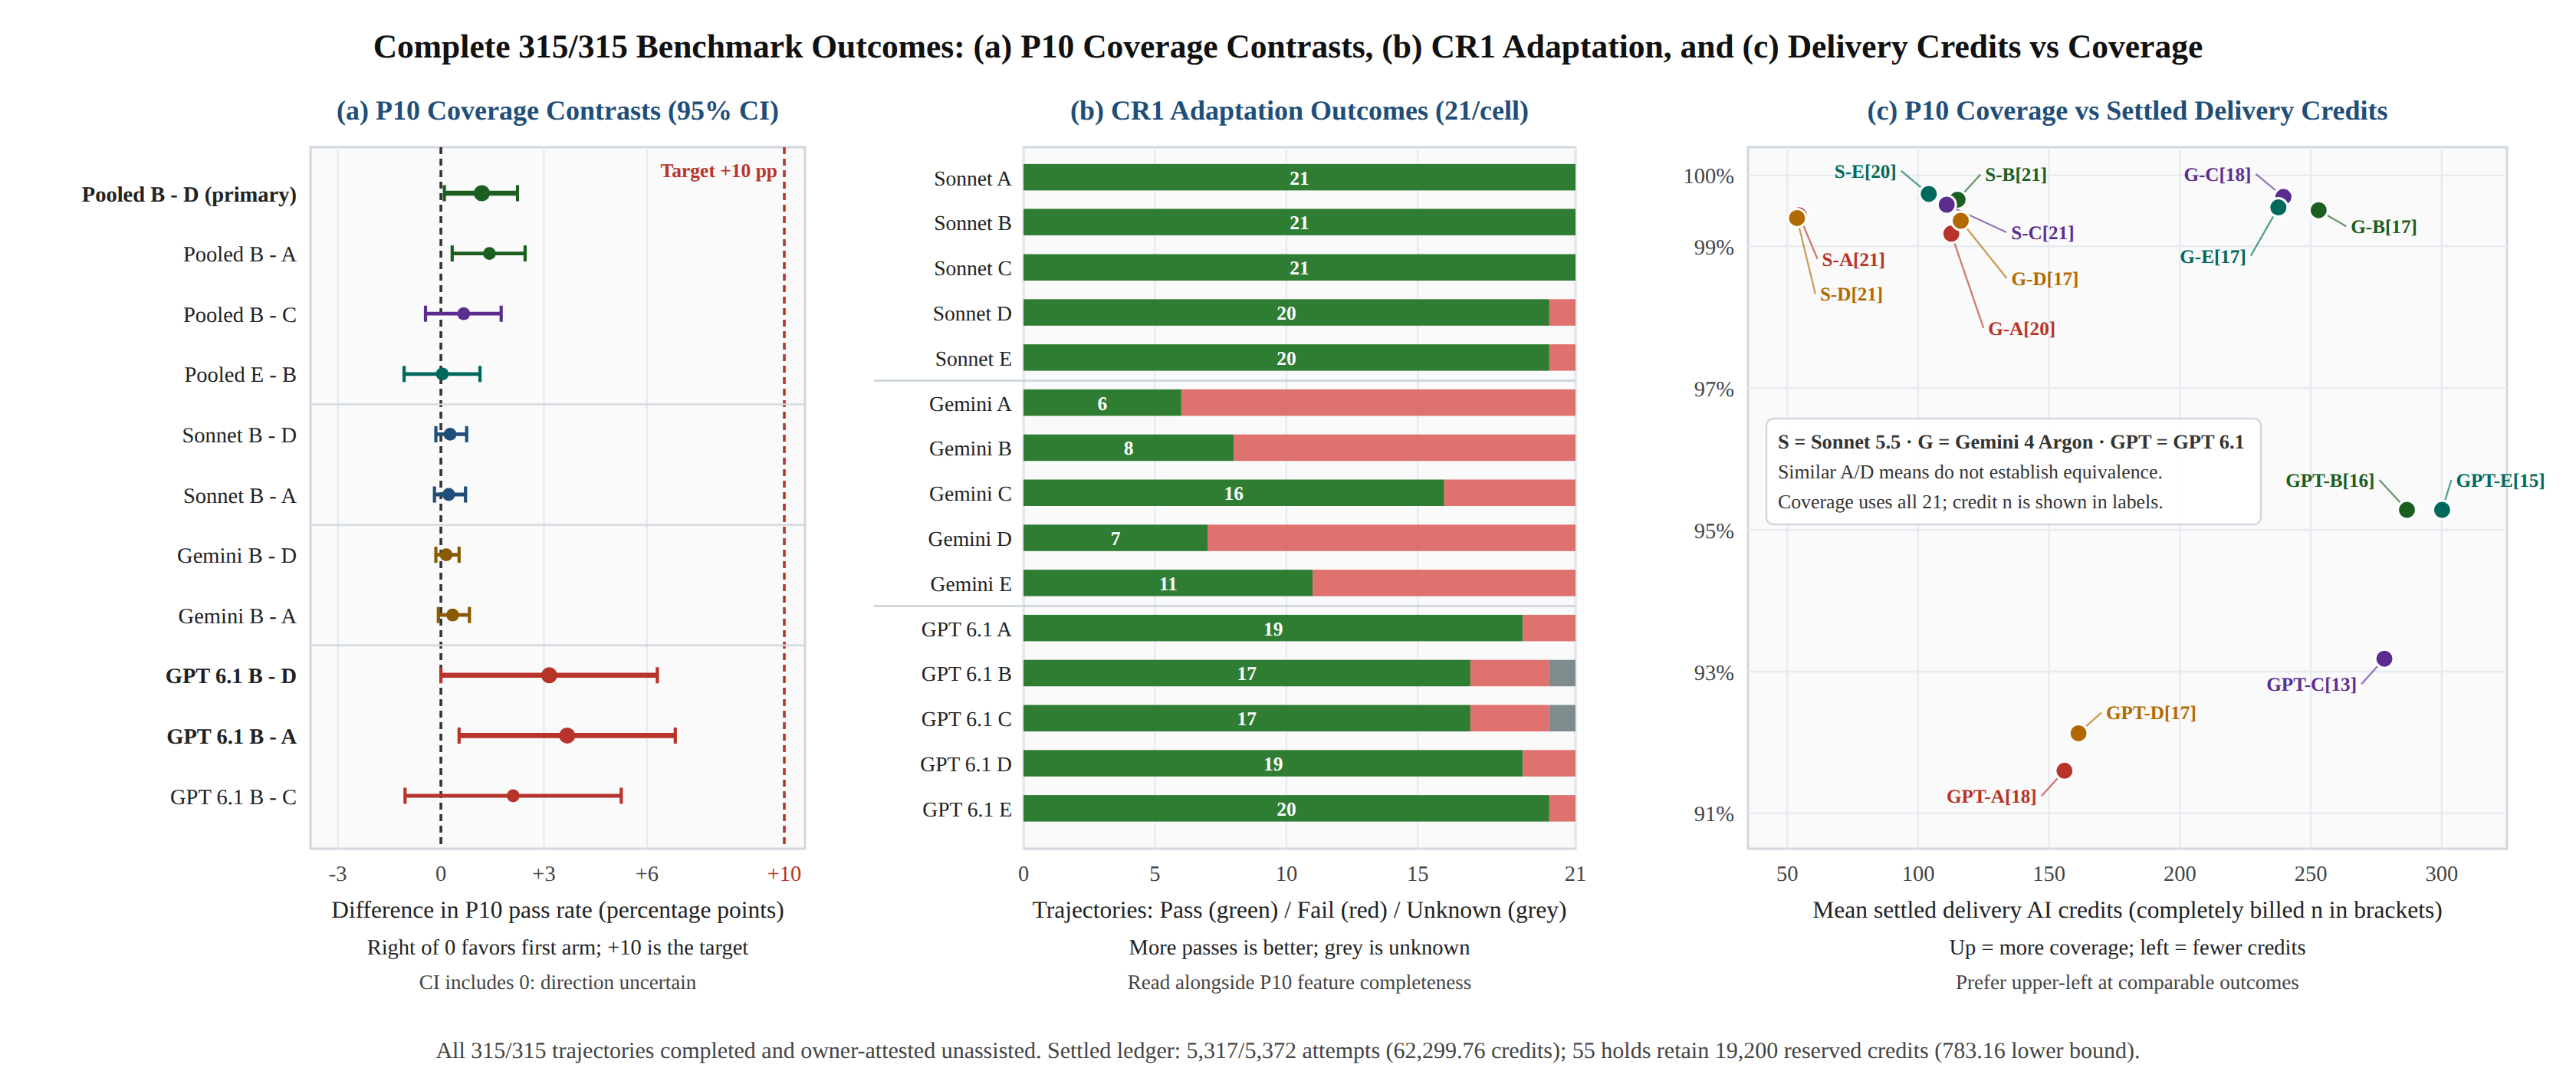 Complete 315/315 Benchmark Outcomes: (a) P10 Coverage Contrasts, (b) CR1 Adaptation, and (c) Delivery Credits vs Coverage
(a) P10 Coverage Contrasts (95% CI)
Target +10 pp
Pooled B - D (primary)
Pooled B - A
Pooled B - C
Pooled E - B
Sonnet B - D
Sonnet B - A
Gemini B - D
Gemini B - A
GPT 6.1 B - D
GPT 6.1 B - A
GPT 6.1 B - C
-3 0 +3 +6 +10
Difference in P10 pass rate (percentage points)
Right of 0 favors first arm; +10 is the target
CI includes 0: direction uncertain
(b) CR1 Adaptation Outcomes (21/cell)
Sonnet A 21
Sonnet B 21
Sonnet C 21
Sonnet D 20
Sonnet E 20
Gemini A 6
Gemini B 8
Gemini C 16
Gemini D 7
Gemini E 11
GPT 6.1 A 19
GPT 6.1 B 17
GPT 6.1 C 17
GPT 6.1 D 19
GPT 6.1 E 20
0 5 10 15 21
Trajectories: Pass (green) / Fail (red) / Unknown (grey)
More passes is better; grey is unknown
Read alongside P10 feature completeness
(c) P10 Coverage vs Settled Delivery Credits
100%
99%
97%
95%
93%
91%
S-E[20]
S-B[21]
G-C[18]
G-B[17]
S-C[21]
G-E[17]
S-A[21]
G-D[17]
S-D[21]
G-A[20]
S = Sonnet 5.5 · G = Gemini 4 Argon · GPT = GPT 6.1
Similar A/D means do not establish equivalence.
Coverage uses all 21; credit n is shown in labels.
GPT-B[16]
GPT-E[15]
GPT-C[13]
GPT-D[17]
GPT-A[18]
50 100 150 200 250 300
Mean settled delivery AI credits (completely billed n in brackets)
Up = more coverage; left = fewer credits
Prefer upper-left at comparable outcomes
All 315/315 trajectories completed and owner-attested unassisted. Settled ledger: 5,317/5,372 attempts (62,299.76 credits); 55 holds retain 19,200 reserved credits (783.16 lower bound).